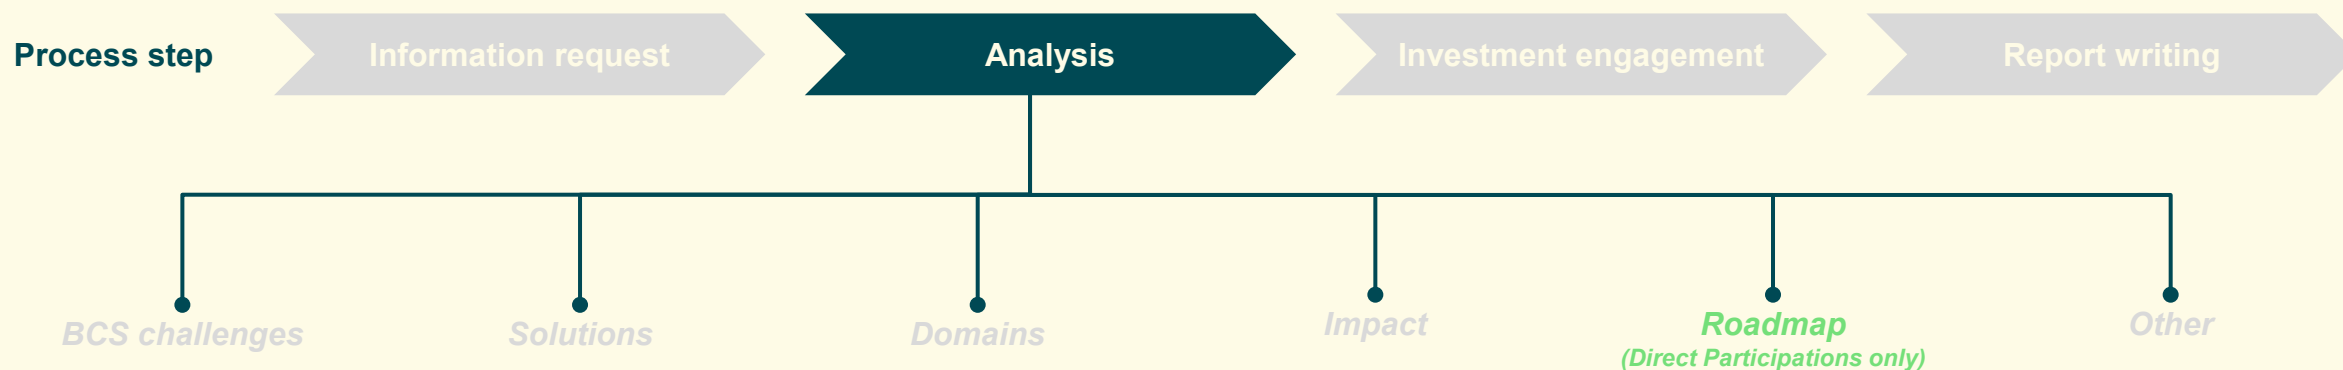 Process step
Information request
Analysis
Investment engagement
Report writing
BCS challenges
Solutions
Domains
Impact
Roadmap
(Direct Participations only)
Other